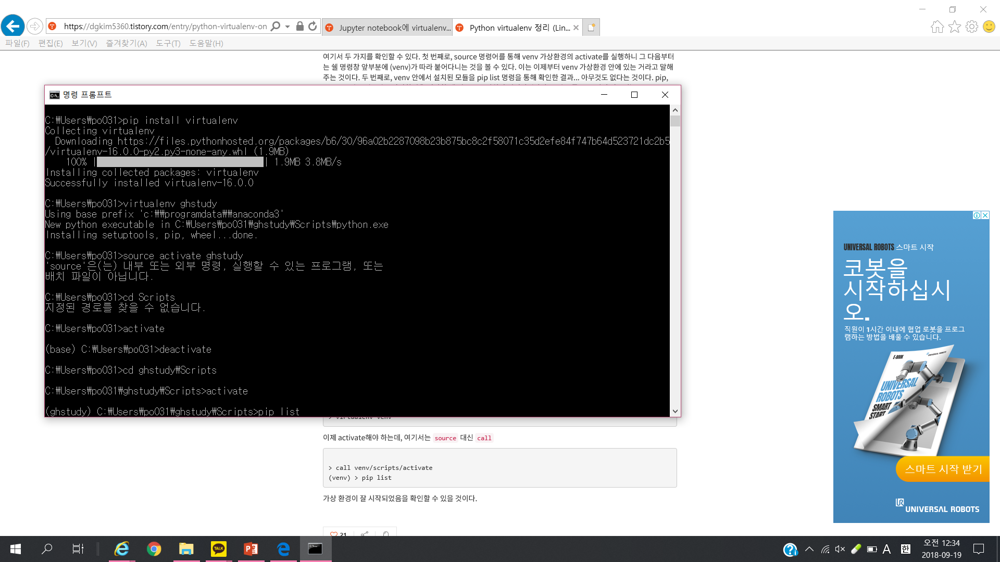 https://dgkim5360.tistory.com/entry/python-virtualenv-on
Jupyter notebook에 virtualenv...
Python virtualenv 정리 (Lin...
파일(F) 편집(E) 보기(V) 즐겨찾기(A) 도구(T) 도움말(H)
여기서 두 가지를 확인할 수 있다. 첫 번째로, source 명령어를 통해 venv 가상환경의 activate를 실행하니 그 다음부터
는 쉘 명령창 앞부분에 (venv)가 따라 붙어다니는 것을 볼 수 있다. 이는 이제부터 venv 가상환경 안에 있는 거라고 말해
주는 것이다. 두 번째로, venv 안에서 설치된 모듈을 pip list 명령을 통해 확인한 결과... 아무것도 없다는 것이다. pip,
명령 프롬프트
C:\Users\po031>pip install virtualenv
Collecting virtualenv
Downloading https://files.pythonhosted.org/packages/b6/30/96a02b2287098b23b875bc8c2f58071c35d2efe84f747b64d523721dc2b5
/virtualenv-16.0.0-py2.py3-none-any.whl (1.9MB)
100% | | 1.9MB 3.8MB/s
Installing collected packages: virtualenv
Successfully installed virtualenv-16.0.0
C:\Users\po031>virtualenv ghstudy
Using base prefix 'c:\\programdata\\anaconda3'
New python executable in C:\Users\po031\ghstudy\Scripts\python.exe
Installing setuptools, pip, wheel...done.
C:\Users\po031>source activate ghstudy
'source'은(는) 내부 또는 외부 명령, 실행할 수 있는 프로그램, 또는
배치 파일이 아닙니다.
C:\Users\po031>cd Scripts
지정된 경로를 찾을 수 없습니다.
C:\Users\po031>activate
(base) C:\Users\po031>deactivate
C:\Users\po031>cd ghstudy\Scripts
C:\Users\po031\ghstudy\Scripts>activate
(ghstudy) C:\Users\po031\ghstudy\Scripts>pip list
> virtualenv venv
이제 activate해야 하는데, 여기서는 source 대신 call
> call venv/scripts/activate
(venv) > pip list
가상 환경이 잘 시작되었음을 확인할 수 있을 것이다.
21
UNIVERSAL ROBOTS 스마트 시작
코봇을
시작하십시
오.
직원이 1시간 이내에 협업 로봇을 프로그
램하는 방법을 배울 수 있습니다.
E-BOOK
UNIVERSAL ROBOTS
UNIVERSAL
ROBOTS
SMART
START
스마트 시작 받기
UR
UNIVERSAL ROBOTS
TALK
A 한
오전 12:34
2018-09-19